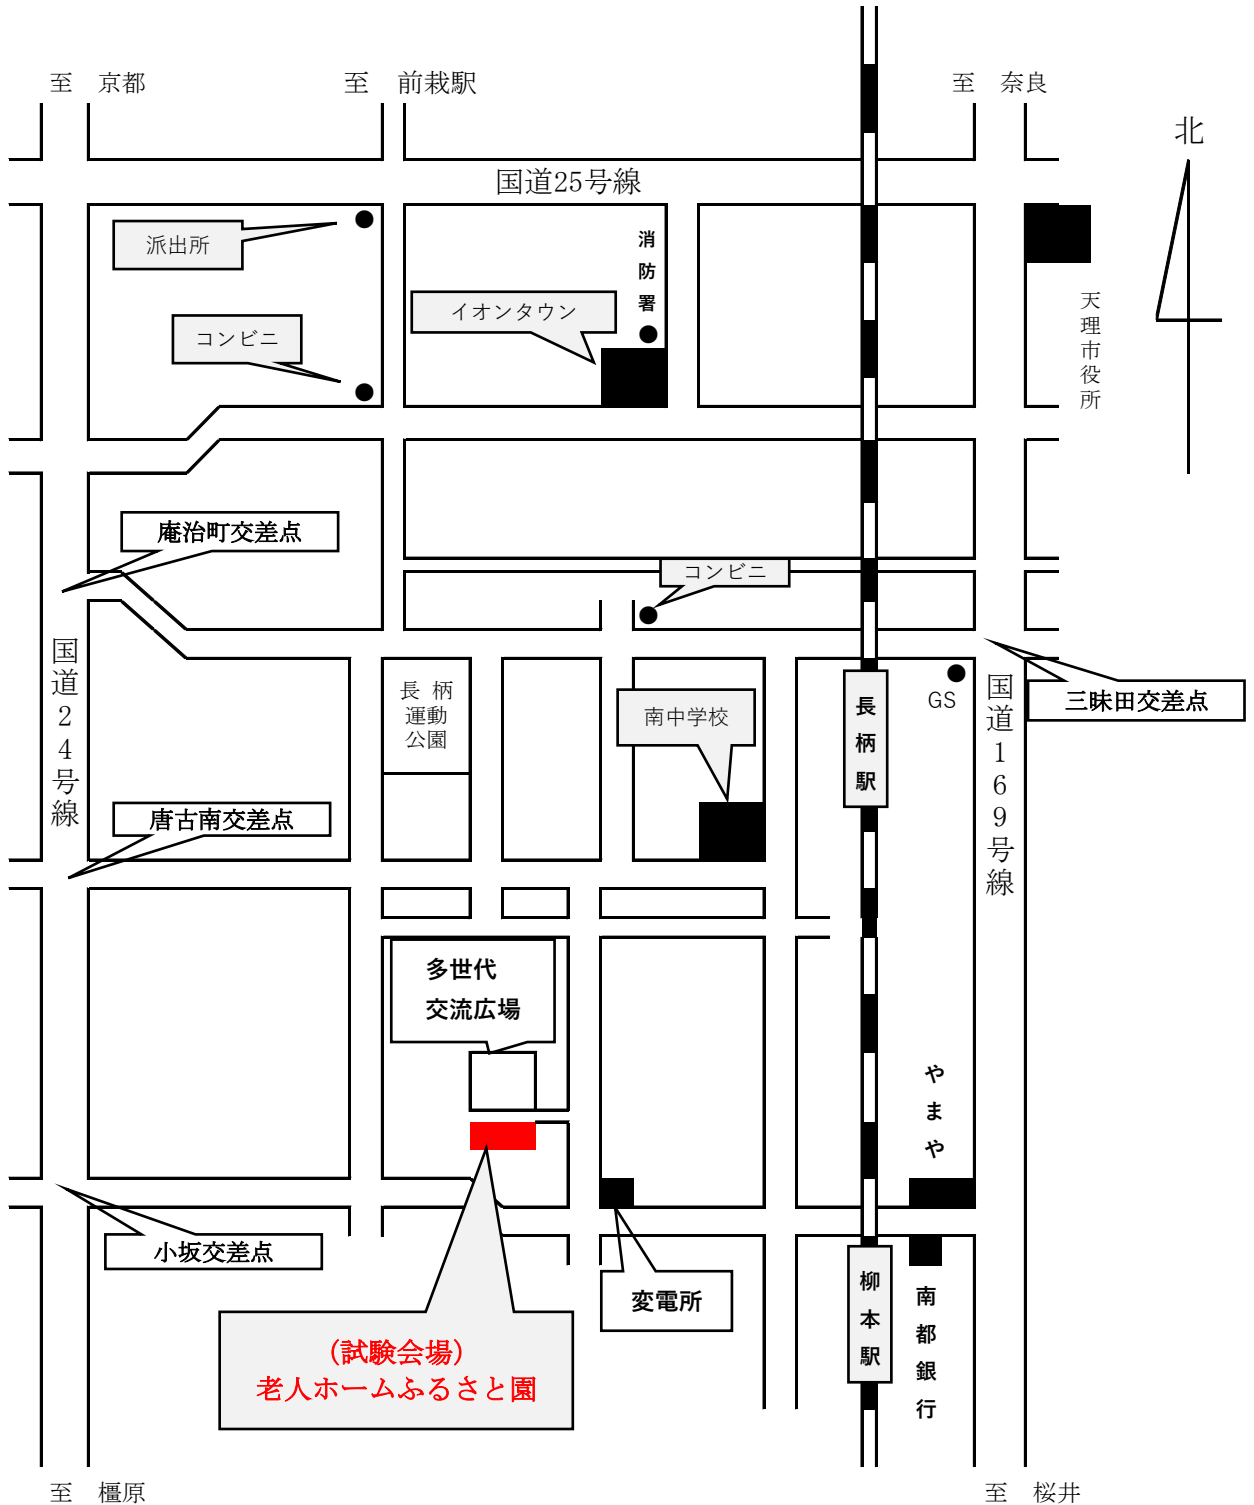 至　京都
至　前栽駅
至　奈良
北
国道25号線
派出所
消防署
天理市役所
イオンタウン
コンビニ
庵治町交差点
コンビニ
国道24号線
長 柄
運動
公園
南中学校
長柄駅
GS
国道169号線
三昧田交差点
唐古南交差点
多世代
交流広場
やまや
小坂交差点
変電所
柳本駅
南都銀行
(試験会場)
老人ホームふるさと園
至　橿原
至　桜井